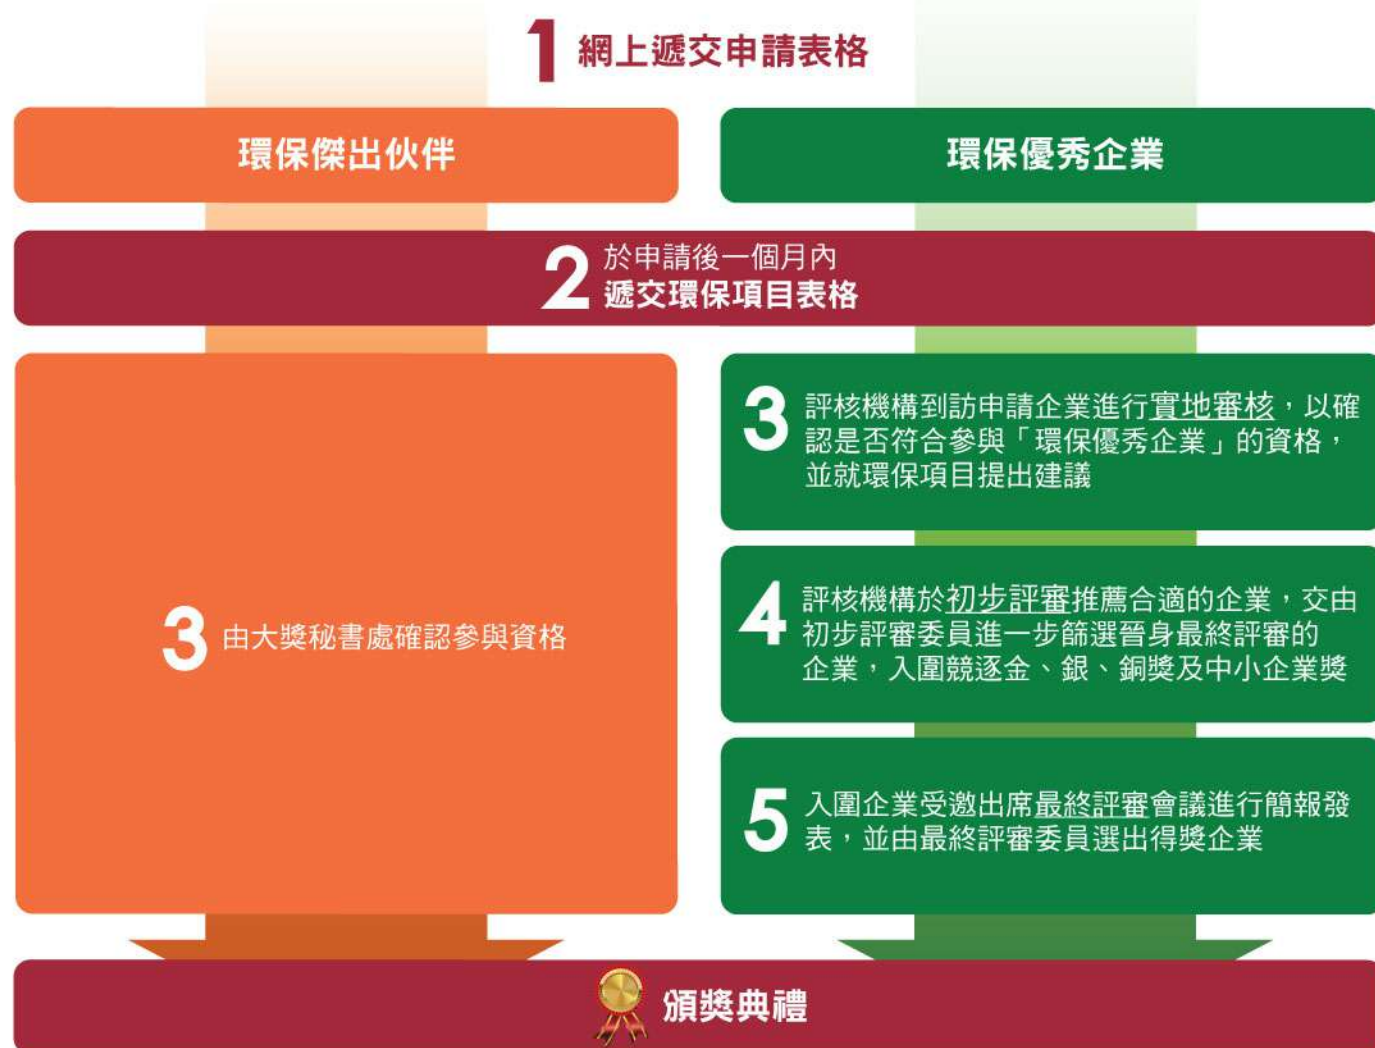 1 網上遞交申請表格
環保傑出伙伴
環保優秀企業
2 於申請後一個月內
遞交環保項目表格
3 由大獎秘書處確認參與資格
3 評核機構到訪申請企業進行實地審核，以確
認是否符合參與「環保優秀企業」的資格，
並就環保項目提出建議
4 評核機構於初步評審推薦合適的企業，交由
初步評審委員進一步篩選晉身最終評審的
企業，入圍競逐金、銀、銅獎及中小企業獎
5 入圍企業受邀出席最終評審會議進行簡報發
表，並由最終評審委員選出得獎企業
頒獎典禮